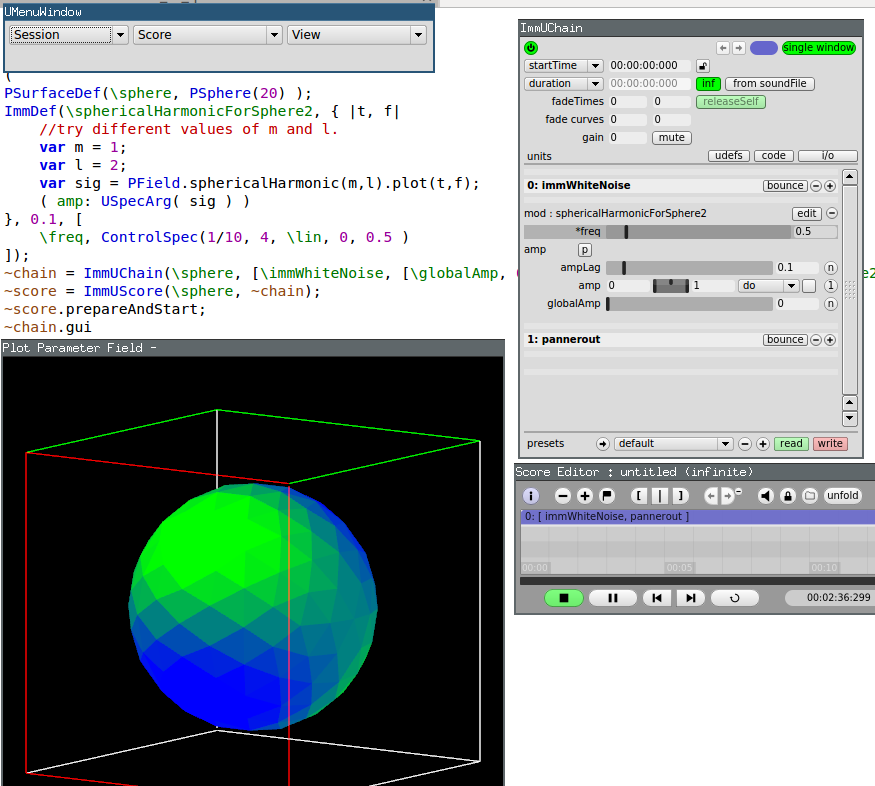 UMenuWindow
Session Score View
(
PSurfaceDef(\sphere, PSphere(20) );
ImmDef(\sphericalHarmonicForSphere2, { |t, f|
//try different values of m and l.
var m = 1;
var l = 2;
var sig = PField.sphericalHarmonic(m,l).plot(t,f);
( amp: USpecArg( sig ) )
}, 0.1, [
\freq, ControlSpec(1/10, 4, \lin, 0, 0.5 )
]);
~chain = ImmUChain(\sphere, [\immWhiteNoise, [\globalAmp,
~score = ImmUScore(\sphere, ~chain);
~score.prepareAndStart;
~chain.gui
Plot Parameter Field -
ImmUChain
single window
startTime 00:00:00:000
duration 00:00:00:000 inf from soundFile
fadeTimes 0 0 releaseSelf
fade curves 0 0
gain 0 mute
units udefs code i/o
0: immWhiteNoise bounce
mod : sphericalHarmonicForSphere2 edit
*freq 0.5
amp p
ampLag 0.1 n
amp 0 1 do 1
globalAmp 0 n
1: pannerout bounce
presets default read write
Score Editor : untitled (infinite)
i [ | ] unfold
0: [ immWhiteNoise, pannerout ]
00:00 00:05 00:10
00:02:36:299